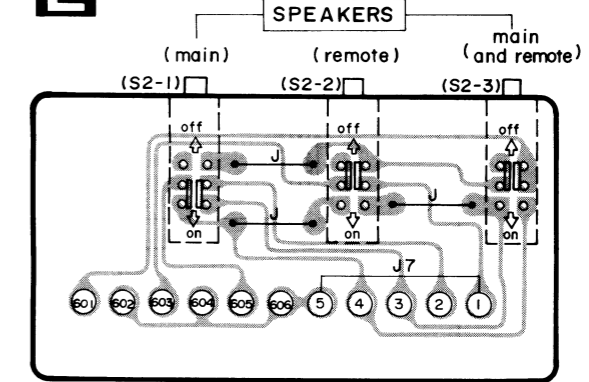 SPEAKERS
(main)
(remote)
main
(and remote)
(S2-1)
(S2-2)
(S2-3)
off
off
off
J
J
J
on
on
on
J7
601
602
603
604
605
606
5
4
3
2
1